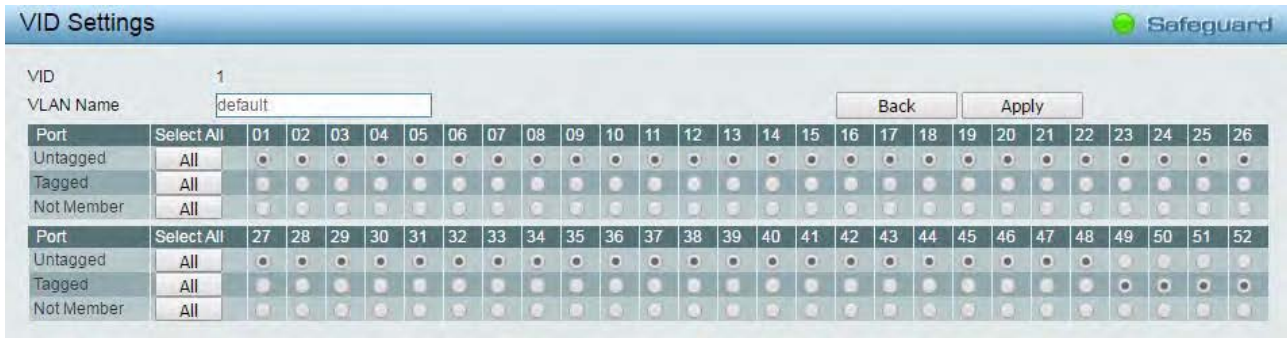 VID Settings
Safeguard
VID 1
VLAN Name default Back Apply
Port Select All 01 02 03 04 05 06 07 08 09 10 11 12 13 14 15 16 17 18 19 20 21 22 23 24 25 26
Untagged All
Tagged All
Not Member All
Port Select All 27 28 29 30 31 32 33 34 35 36 37 38 39 40 41 42 43 44 45 46 47 48 49 50 51 52
Untagged All
Tagged All
Not Member All